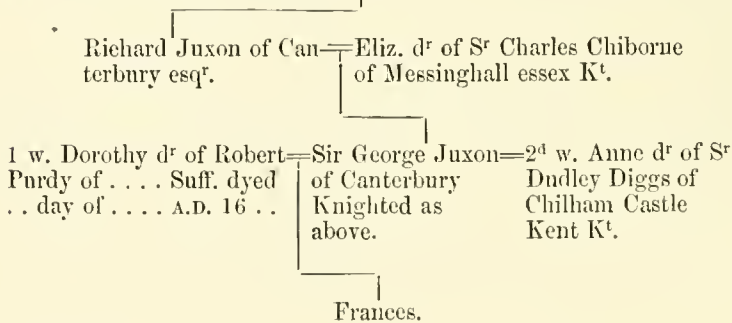 Richard Juxon of Can-=Eliz. dʳ of Sʳ Charles Chiborne
terbury esqʳ. of Messinghall essex Kᵗ.
1 w. Dorothy dʳ of Robert=Sir George Juxon=2ᵈ w. Anne dʳ of Sʳ
Purdy of . . . . Suff. dyed of Canterbury Dudley Diggs of
. . day of . . . . A.D. 16 . . Knighted as Chilham Castle
above. Kent Kᵗ.
Frances.